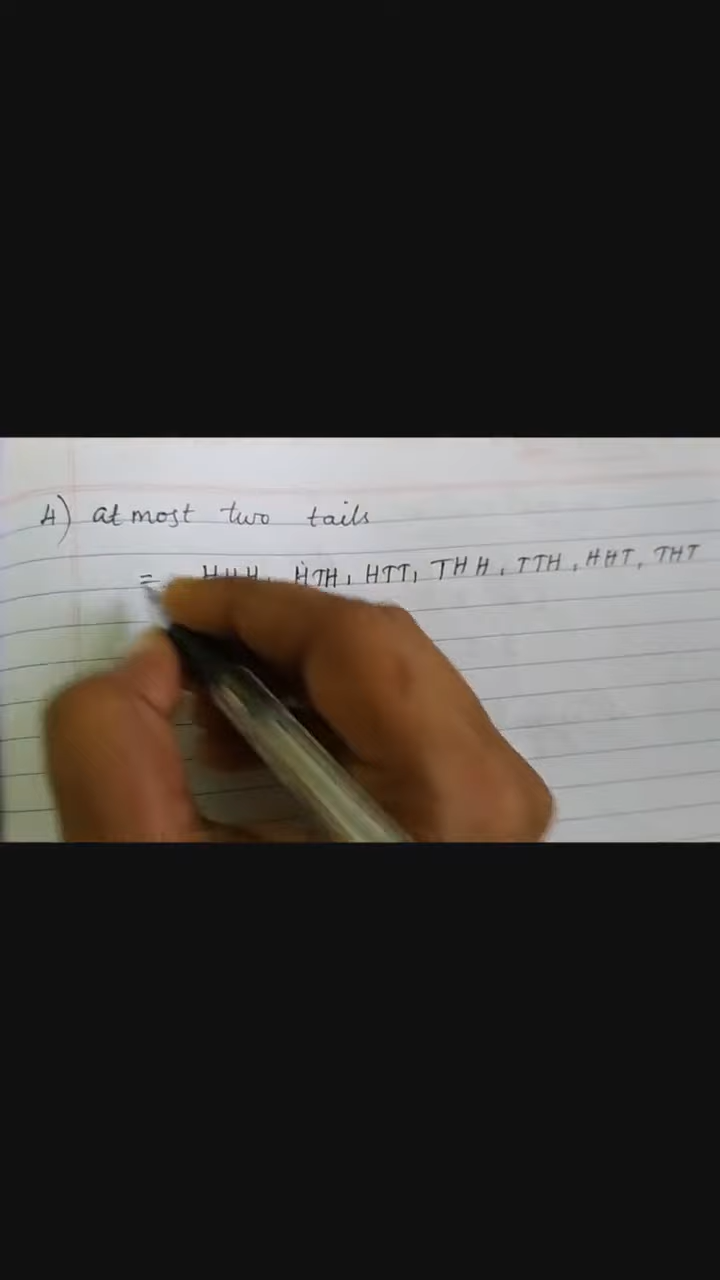 4) at most two tails
= HHH, HTH, HTT, THH, TTH, HHT, THT